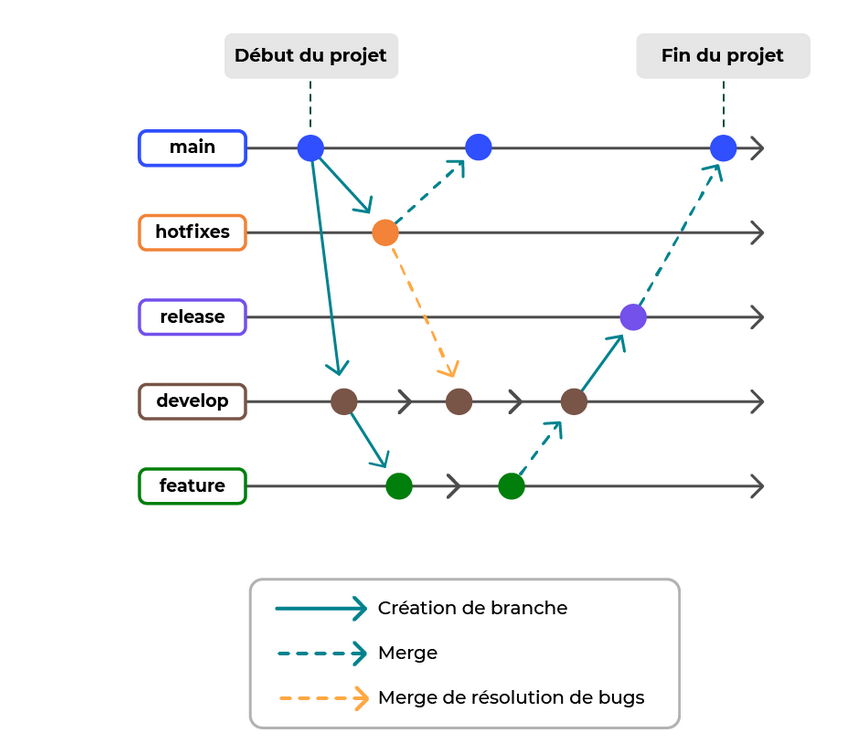 Début du projet
Fin du projet
main
hotfixes
release
develop
feature
Création de branche
Merge
Merge de résolution de bugs